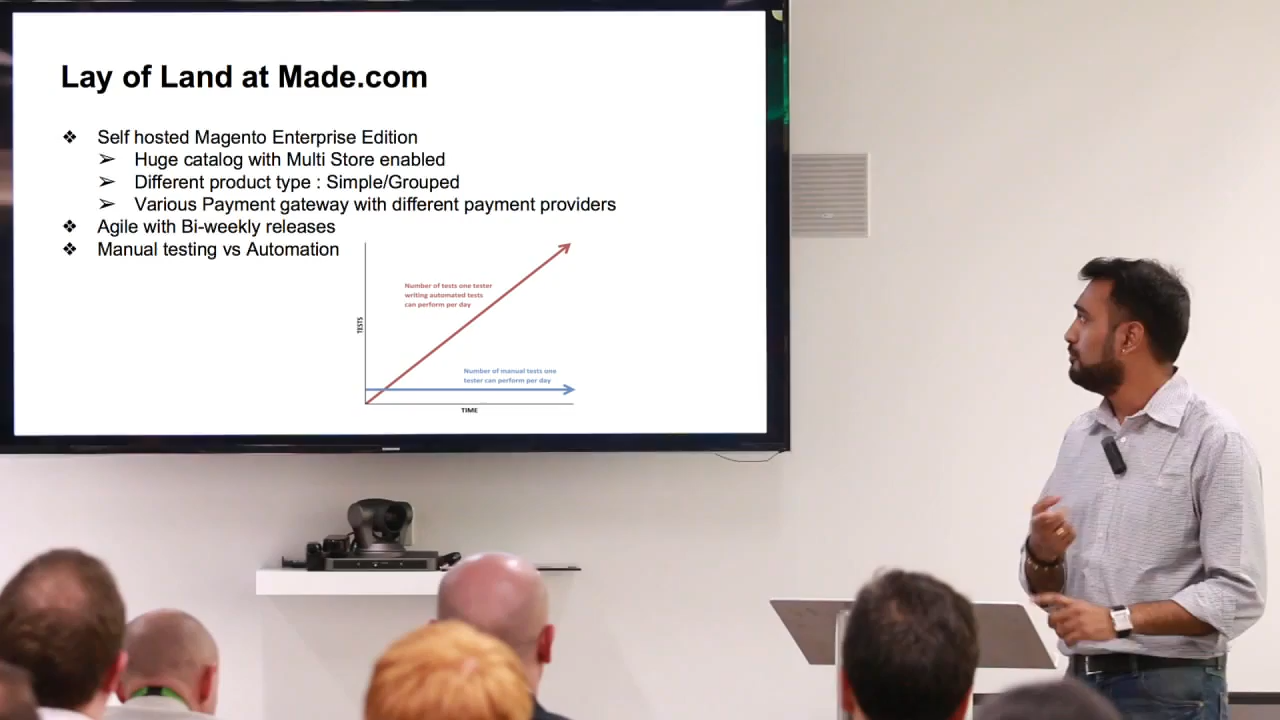 Lay of Land at Made.com
❖ Self hosted Magento Enterprise Edition
➢ Huge catalog with Multi Store enabled
➢ Different product type : Simple/Grouped
➢ Various Payment gateway with different payment providers
❖ Agile with Bi-weekly releases
❖ Manual testing vs Automation
Number of tests one tester
writing automated tests
can perform per day
TESTS
Number of manual tests one
tester can perform per day
TIME